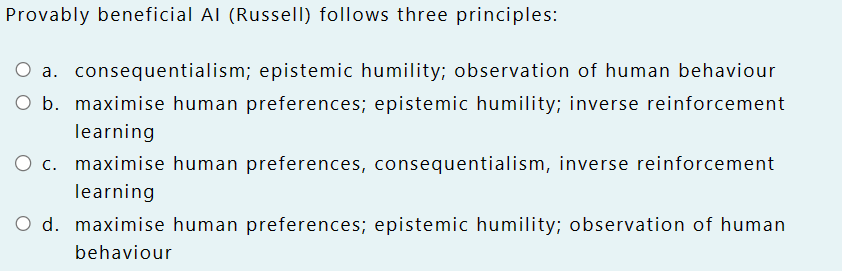 Provably beneficial AI (Russell) follows three principles:
a. consequentialism; epistemic humility; observation of human behaviour
b. maximise human preferences; epistemic humility; inverse reinforcement
learning
c. maximise human preferences, consequentialism, inverse reinforcement
learning
d. maximise human preferences; epistemic humility; observation of human
behaviour